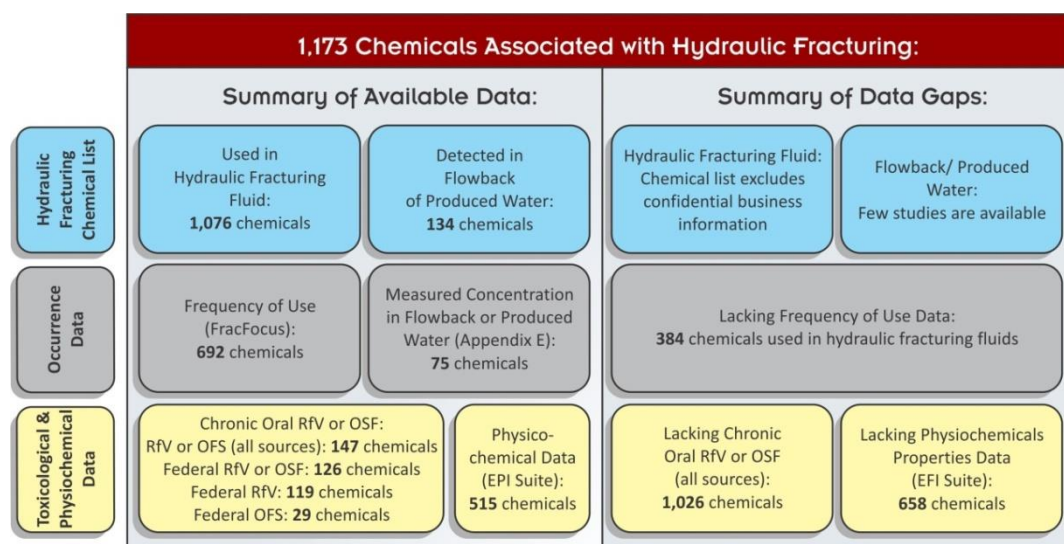 1,173 Chemicals Associated with Hydraulic Fracturing:
Summary of Available Data:
Summary of Data Gaps:
Hydraulic
Fracturing
Chemical List
Used in
Hydraulic Fracturing
Fluid:
1,076 chemicals
Detected in
Flowback
of Produced Water:
134 chemicals
Hydraulic Fracturing Fluid:
Chemical list excludes
confidential business
information
Flowback/ Produced
Water:
Few studies are available
Occurrence
Data
Frequency of Use
(FracFocus):
692 chemicals
Measured Concentration
in Flowback or Produced
Water (Appendix E):
75 chemicals
Lacking Frequency of Use Data:
384 chemicals used in hydraulic fracturing fluids
Toxicological &
Physiochemical
Data
Chronic Oral RfV or OSF:
RfV or OFS (all sources): 147 chemicals
Federal RfV or OSF: 126 chemicals
Federal RfV: 119 chemicals
Federal OFS: 29 chemicals
Physico-
chemical Data
(EPI Suite):
515 chemicals
Lacking Chronic
Oral RfV or OSF
(all sources):
1,026 chemicals
Lacking Physiochemicals
Properties Data
(EFI Suite):
658 chemicals